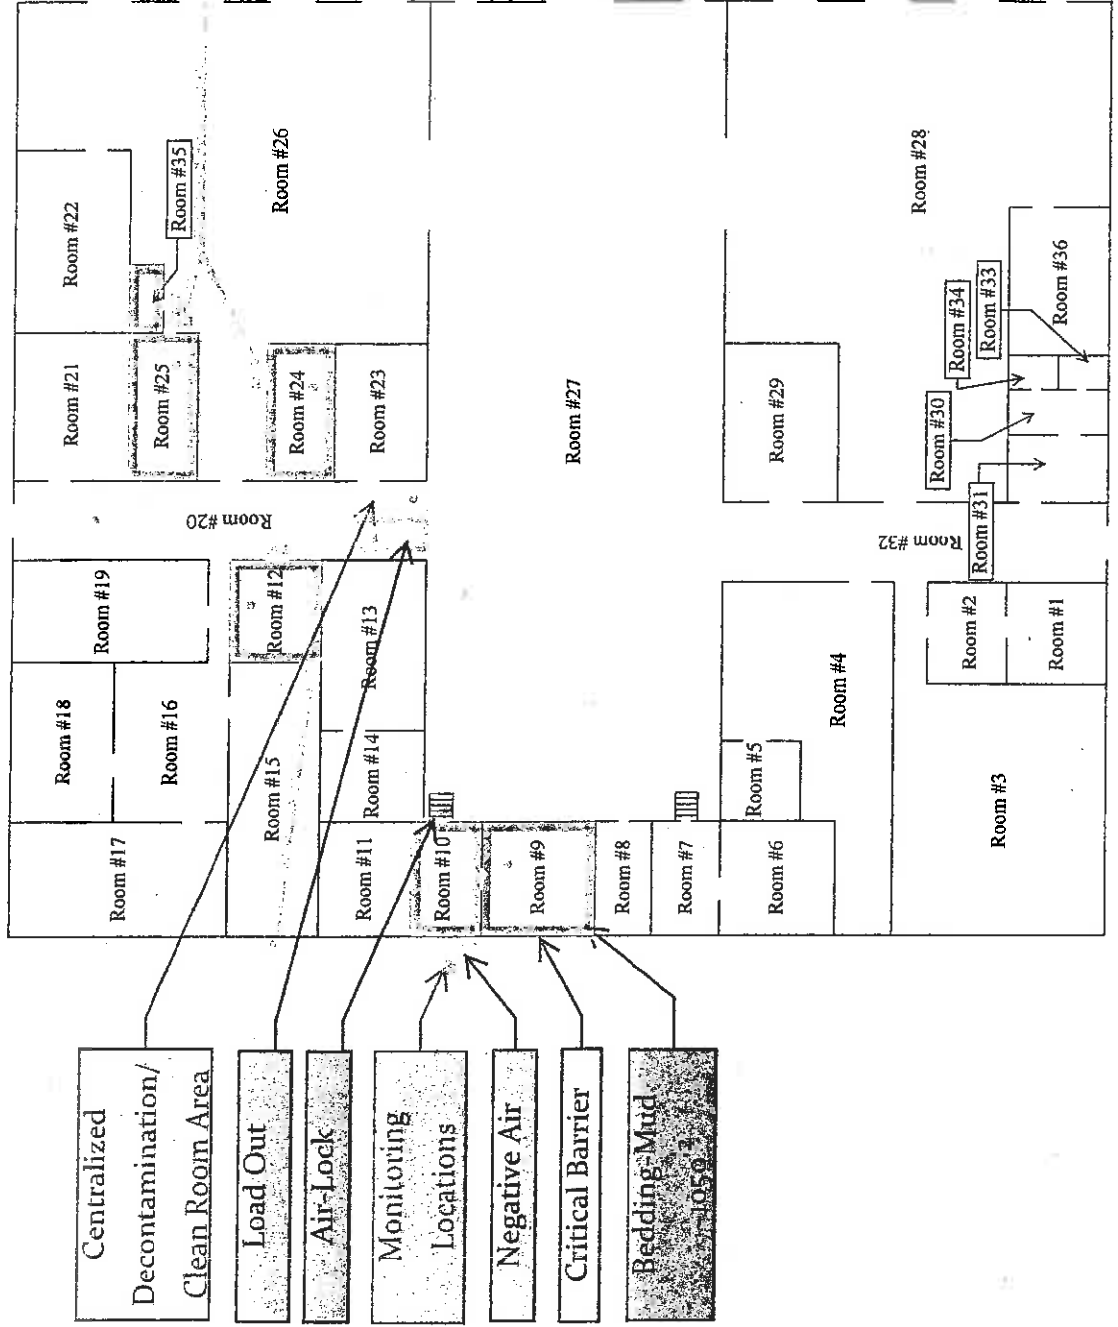 Centralized
Decontamination/
Clean Room Area
Load Out
Air-Lock
Monitoring
Locations
Negative Air
Critical Barrier
Bedding-Mud
Room #17
Room #18
Room #16
Room #19
Room #15
Room #12
Room #11
Room #14
Room #13
Room #10
Room #9
Room #8
Room #7
Room #6
Room #5
Room #4
Room #3
Room #2
Room #1
Room #20
Room #21
Room #22
Room #25
Room #35
Room #24
Room #23
Room #26
Room #27
Room #29
Room #28
Room #32
Room #31
Room #30
Room #34
Room #33
Room #36